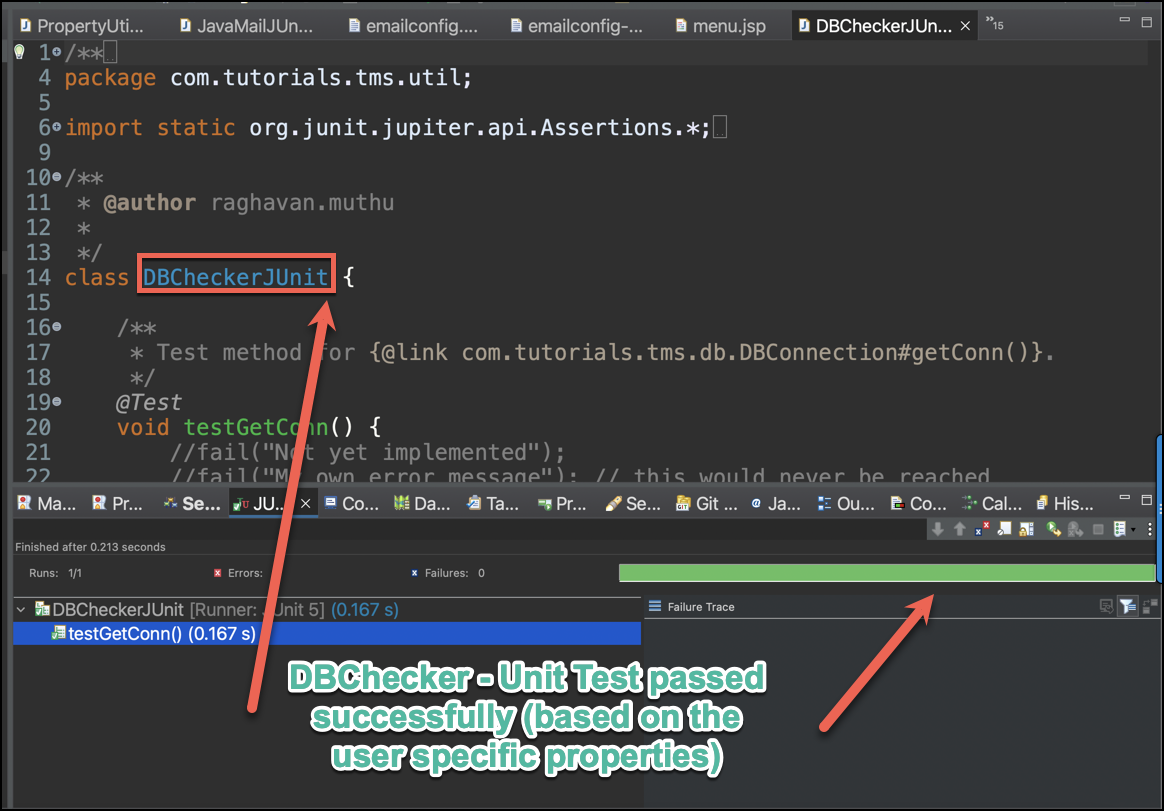 PropertyUti...
JavaMailJUn...
emailconfig....
emailconfig-...
menu.jsp
DBCheckerJUn...
»15
1 /**
4 package com.tutorials.tms.util;
5
6 import static org.junit.jupiter.api.Assertions.*;
9
10 /**
11 * @author raghavan.muthu
12 *
13 */
14 class DBCheckerJUnit {
15
16 /**
17 * Test method for {@link com.tutorials.tms.db.DBConnection#getConn()}.
18 */
19 @Test
20 void testGetConn() {
21 //fail("Not yet implemented");
22 //fail("My own error message"); // this would never be reached
Ma...
Pr...
Se...
JU...
Co...
Da...
Ta...
Pr...
Se...
Git ...
Ja...
Ou...
Co...
Cal...
His...
Finished after 0.213 seconds
Runs: 1/1
Errors:
Failures: 0
DBCheckerJUnit [Runner: JUnit 5] (0.167 s)
testGetConn() (0.167 s)
Failure Trace
DBChecker - Unit Test passed
successfully (based on the
user specific properties)